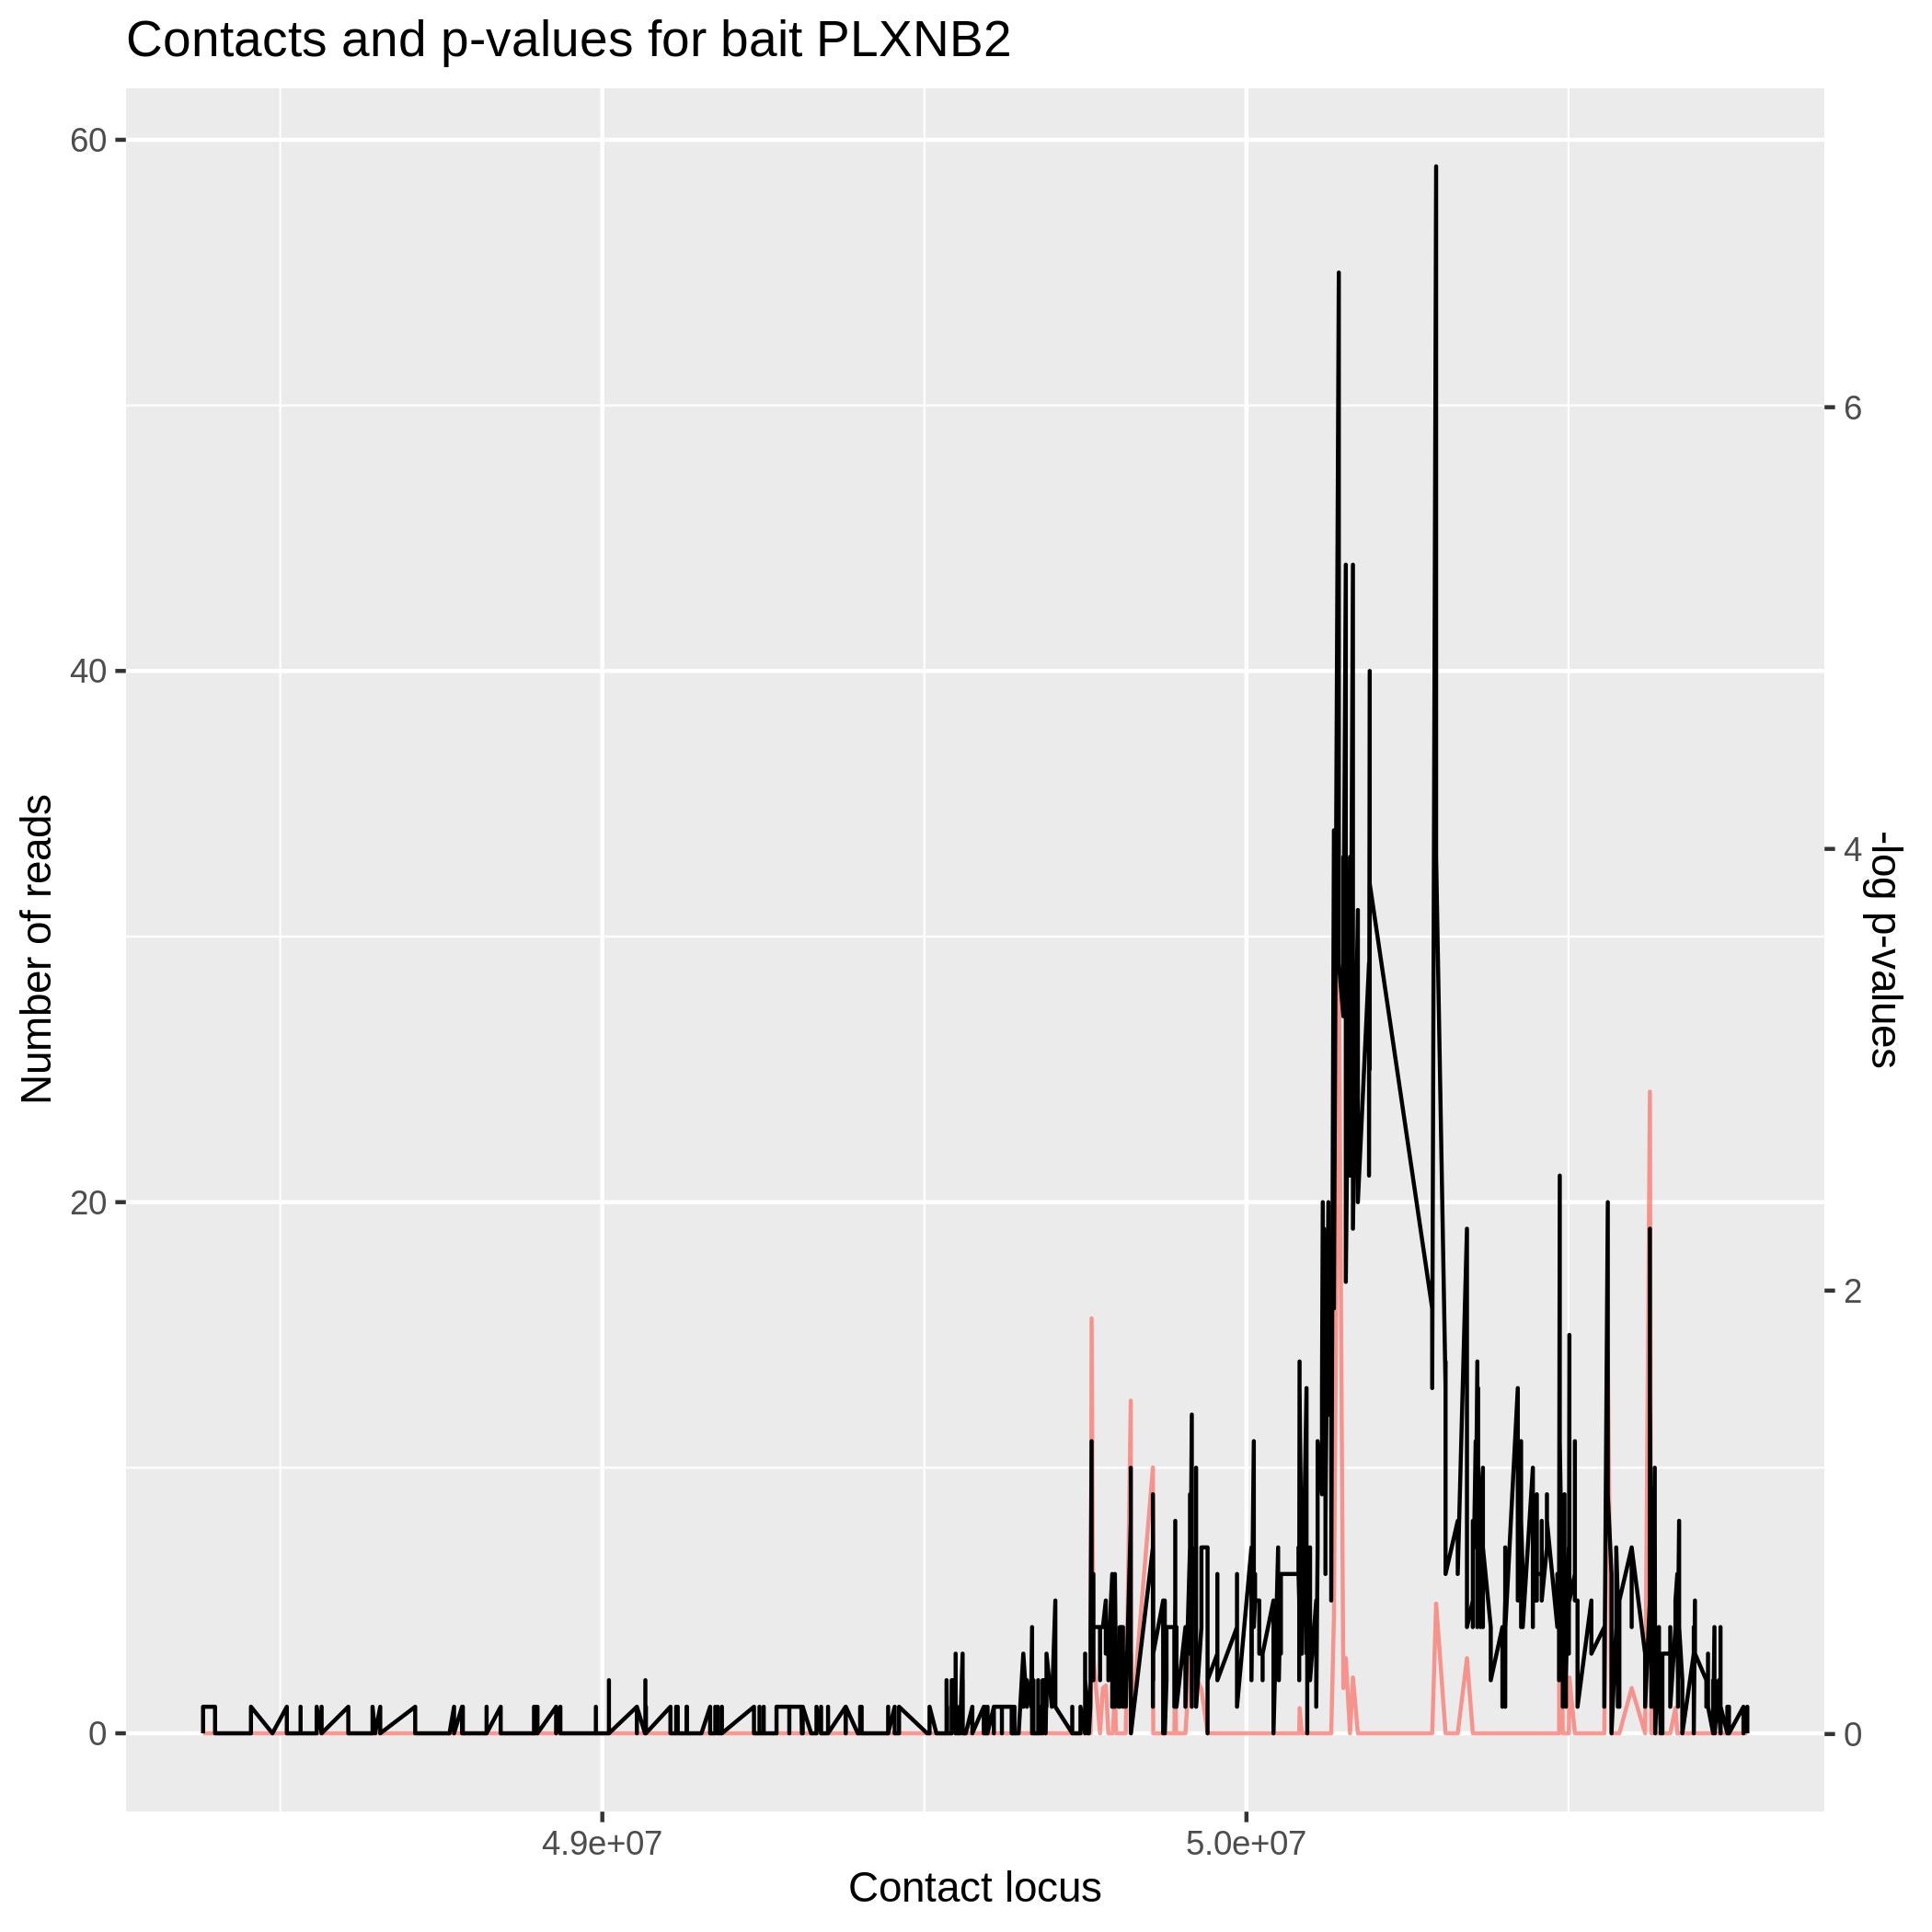 Contacts and p-values for bait PLXNB2
60
40
20
0
Number of reads
6
4
2
0
-log p-values
4.9e+07
5.0e+07
Contact locus